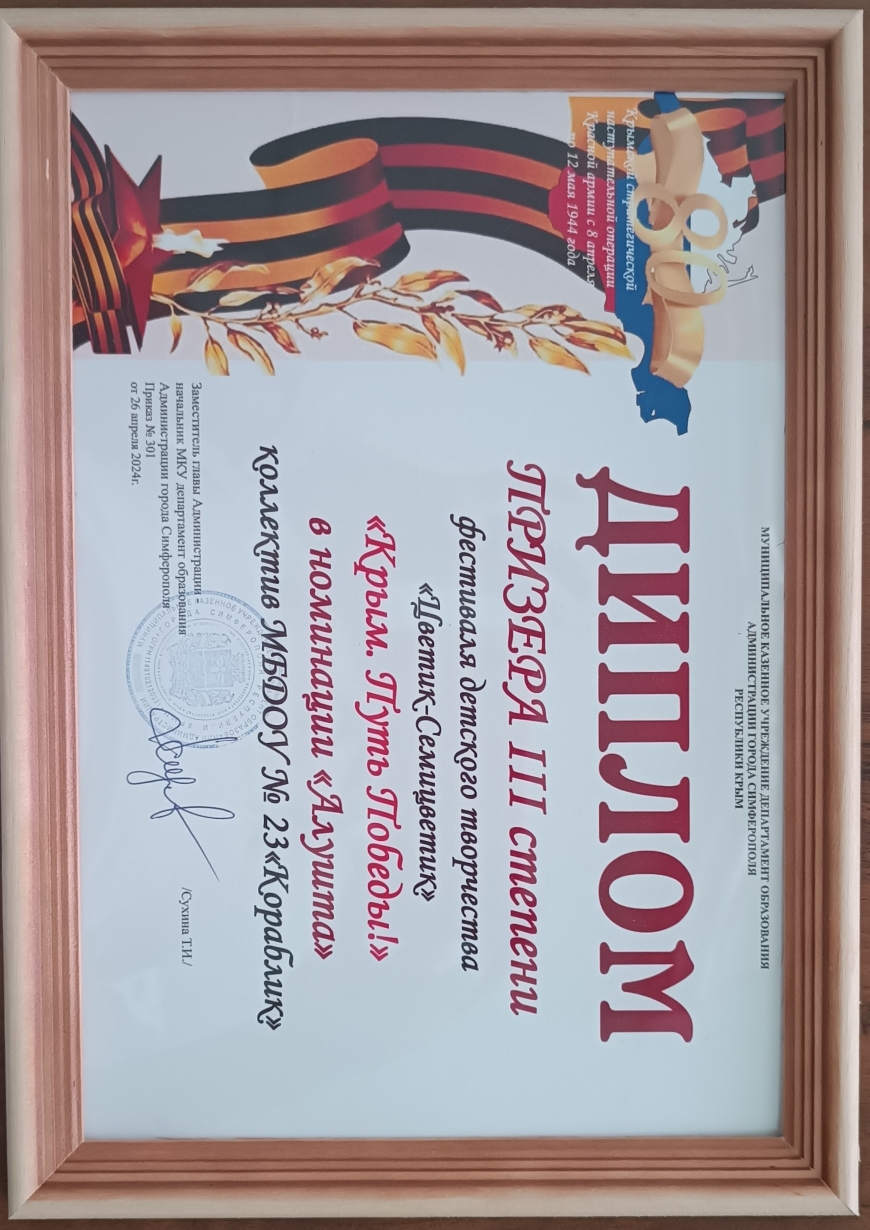 МУНИЦИПАЛЬНОЕ КАЗЕННОЕ УЧРЕЖДЕНИЕ ДЕПАРТАМЕНТ ОБРАЗОВАНИЯ
АДМИНИСТРАЦИИ ГОРОДА СИМФЕРОПОЛЯ
РЕСПУБЛИКИ КРЫМ
80
Крымской стратегической
наступательной операции
Красной армии с 8 апреля
по 12 мая 1944 года
ДИПЛОМ
ПРИЗЕРА III степени
фестиваля детского творчества
«Цветик-Семицветик»
«Крым. Путь Победы!»
в номинации «Алушта»
коллектив МБДОУ № 23«Кораблик»
Заместитель главы Администрации -
начальник МКУ департамент образования
Администрации города Симферополя
/Сухина Т.И./
Приказ № 301
от 26 апреля 2024г.